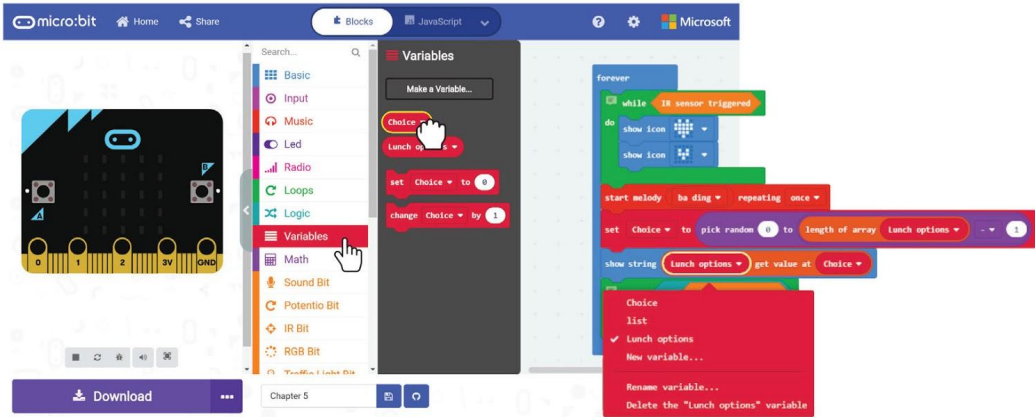 micro:bit Home Share Blocks JavaScript Microsoft
Search...
Basic
Input
Music
Led
Radio
Loops
Logic
Variables
Math
Sound Bit
Potentio Bit
IR Bit
RGB Bit
Traffic Light Bit
Variables
Make a Variable...
Choice
Lunch op s
set Choice to 0
change Choice by 1
A
B
0 1 2 3V GND
Download
Chapter 5
forever
while IR sensor triggered
do show icon
show icon
start melody ba ding repeating once
set Choice to pick random 0 to length of array Lunch options - 1
show string Lunch options get value at Choice
Choice
list
Lunch options
New variable...
Rename variable...
Delete the "Lunch options" variable